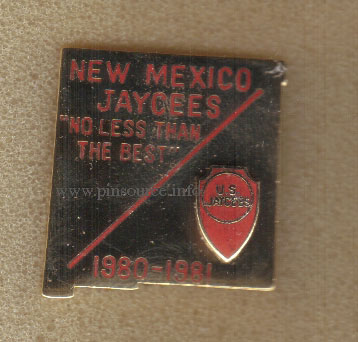 NEW MEXICO
JAYCEES
"NO LESS THAN
THE BEST"
www.pinsource.info
U S
JAYCEES
1980-1981